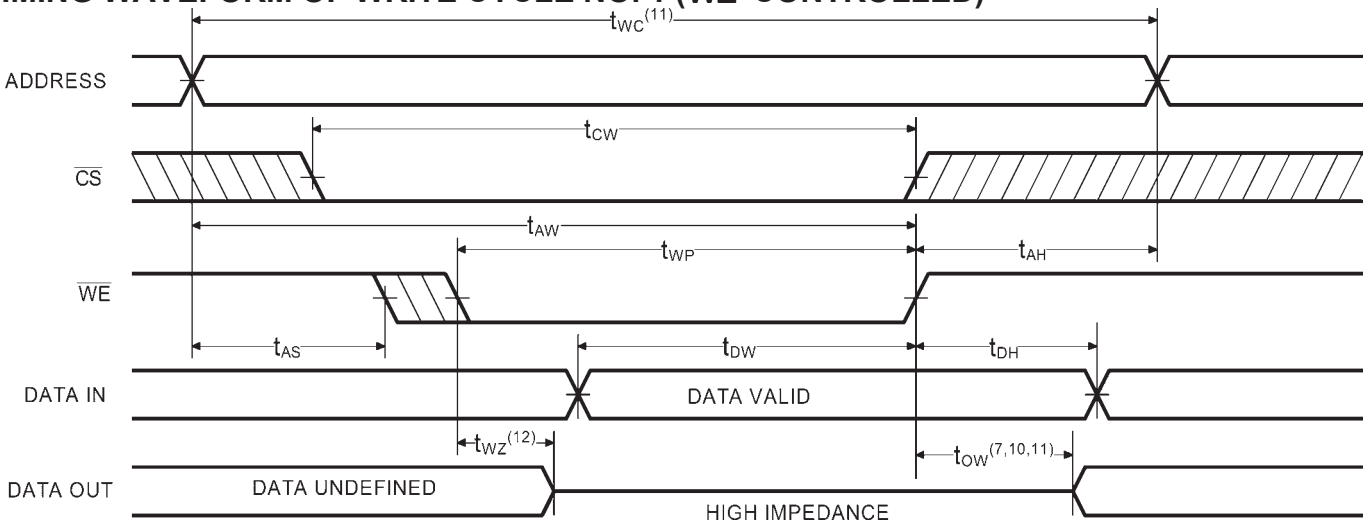 TIMING WAVEFORM OF WRITE CYCLE NO. 1 (WE CONTROLLED)
tWC(11)
ADDRESS
tCW
CS
tAW
tWP
tAH
WE
tAS
tDW
tDH
DATA IN
DATA VALID
tWZ(12)
tOW(7,10,11)
DATA OUT
DATA UNDEFINED
HIGH IMPEDANCE